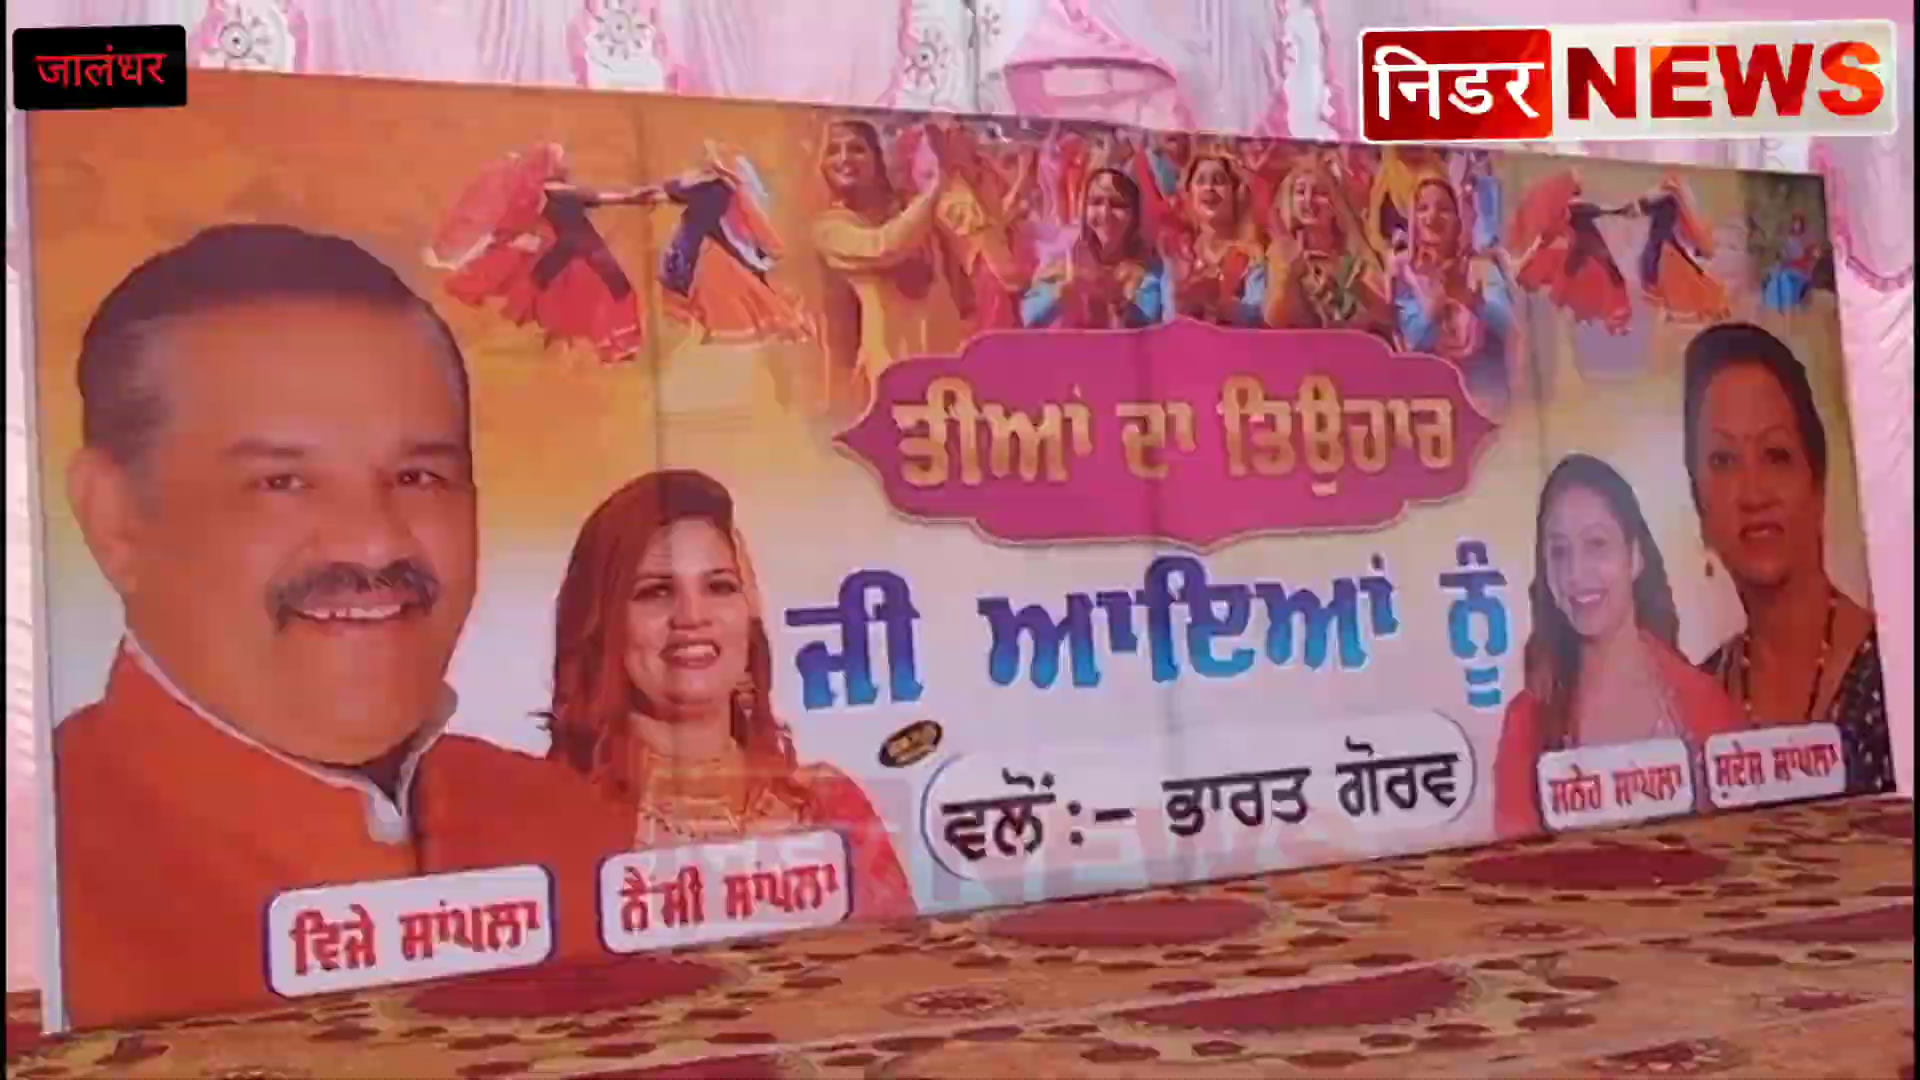 जालंधर
निडर NEWS
ਤੀਆਂ ਦਾ ਤਿਉਹਾਰ
ਜੀ ਆਇਆਂ ਨੂੰ
ਵਲੋਂ :- ਭਾਰਤ ਗੌਰਵ
ਵਿਜੇ ਸਾਂਪਲਾ
ਨੈਂਸੀ ਸਾਂਪਲਾ
ਸਨੇਹ ਸਾਂਪਲਾ
ਸੁਦੇਸ਼ ਸਾਂਪਲਾ